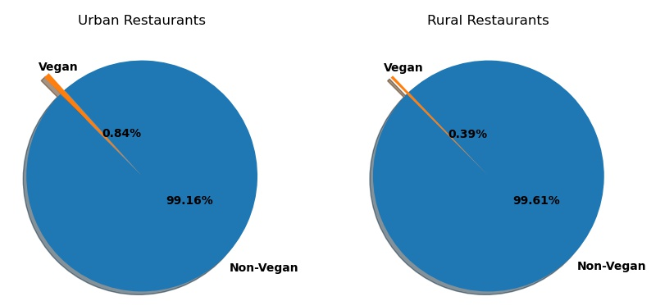 Urban Restaurants
Vegan
0.84%
99.16%
Non-Vegan
Rural Restaurants
Vegan
0.39%
99.61%
Non-Vegan